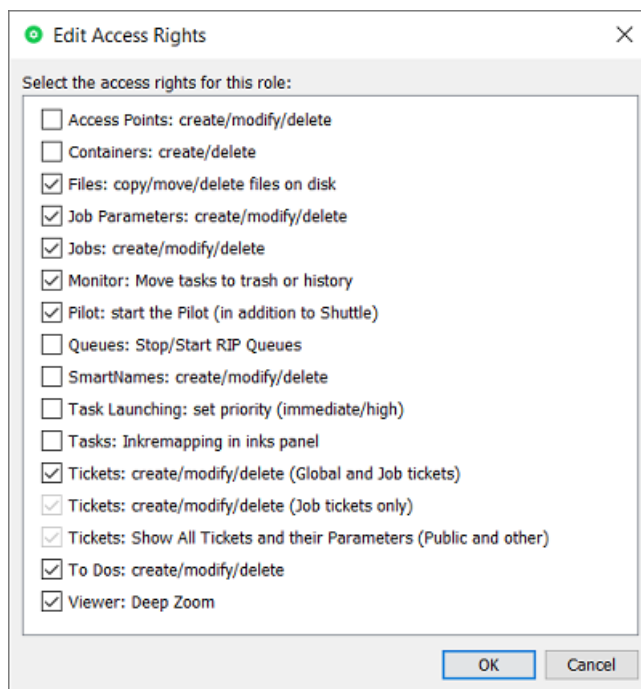 Edit Access Rights
Select the access rights for this role:
Access Points: create/modify/delete
Containers: create/delete
Files: copy/move/delete files on disk
Job Parameters: create/modify/delete
Jobs: create/modify/delete
Monitor: Move tasks to trash or history
Pilot: start the Pilot (in addition to Shuttle)
Queues: Stop/Start RIP Queues
SmartNames: create/modify/delete
Task Launching: set priority (immediate/high)
Tasks: Inkremapping in inks panel
Tickets: create/modify/delete (Global and Job tickets)
Tickets: create/modify/delete (Job tickets only)
Tickets: Show All Tickets and their Parameters (Public and other)
To Dos: create/modify/delete
Viewer: Deep Zoom
OK Cancel